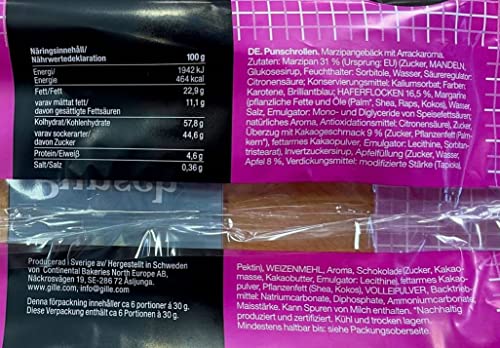 Näringsinnehåll/
Nährwertedeklaration 100 g
Energi/ 1942 kJ
Energie 464 kcal
Fett/Fett 22,9 g
varav mättat fett/ 11,1 g
davon gesättigte Fettsäuren
Kolhydrat/Kohlenhydrate 57,8 g
varav sockerarter/ 44,6 g
davon Zucker
Protein/Eiweiß 4,6 g
Salt/Salz 0,36 g
DE. Punschrollen. Marzipangebäck mit Arrackaroma.
Zutaten: Marzipan 31 % (Ursprung: EU) (Zucker, MANDELN,
Glukosesirup, Feuchthalter: Sorbitole, Wasser, Säureregulator:
Citronensäure; Konservierungsmittel: Kaliumsorbat; Farben:
Karotene, Brilliantblau; HAFERFLOCKEN 16,5 %, Margarine
(pflanzliche Fette und Öle (Palm*, Shea, Raps, Kokos), Wasser,
Salz, Emulgator: Mono- und Diglyceride von Speisefettsäuren;
natürliches Aroma, Antioxidationsmittel: Citronensäure), Zucker,
Überzug mit Kakaogeschmack 9 % (Zucker, Pflanzenfett (Palm-
kern*), fettarmes Kakaopulver, Emulgator: Lecithine, Sorbitan-
tristearat), Invertzuckersirup, Apfelfüllung (Zucker, Wasser,
Apfel 8 %, Verdickungsmittel: modifizierte Stärke (Tapioka),
Producerad i Sverige av/ Hergestellt in Schweden
von Continental Bakeries North Europe AB,
Näckrosvägen 19, SE-286 72 Åsljunga.
www.gille.com info@gille.com
Denna förpackning innehåller ca 6 portioner á 30 g.
Diese Verpackung enthält ca 6 Portionen á 30 g.
Pektin), WEIZENMEHL, Aroma, Schokolade (Zucker, Kakao-
masse, Kakaobutter, Emulgator: Lecithine), fettarmes Kakao-
pulver, Pflanzenfett (Shea, Kokos), VOLLEIPULVER, Backtrieb-
mittel: Natriumcarbonate, Diphosphate, Ammoniumcarbonate,
Maisstärke. Kann Spuren von Milch enthalten. *Nachhaltig
produziert und zertifiziert. Kühl und trocken lagern.
Mindestens haltbar bis: siehe Packungsoberseite.